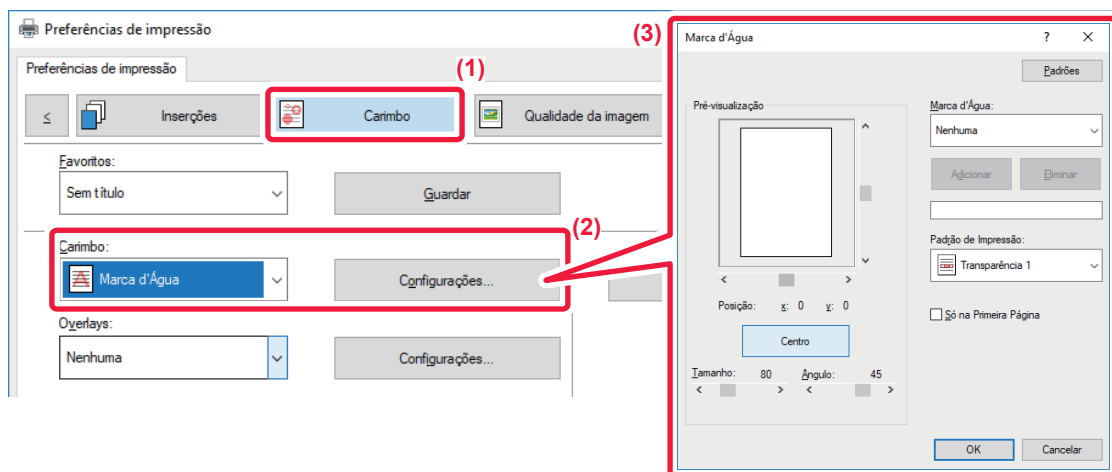 Preferências de impressão
Preferências de impressão
(1)
<
Inserções
Carimbo
Qualidade da imagem
Favoritos:
Sem título
Guardar
(2)
Carimbo:
Marca d'Água
Configurações...
Overlays:
Nenhuma
Configurações...
(3)
Marca d'Água
?
Padrões
Pré-visualização
Marca d'Água:
Nenhuma
Adicionar
Eliminar
Padrão de Impressão:
Transparência 1
Posição: x: 0 y: 0
Só na Primeira Página
Centro
Tamanho: 80 Ângulo: 45
OK
Cancelar